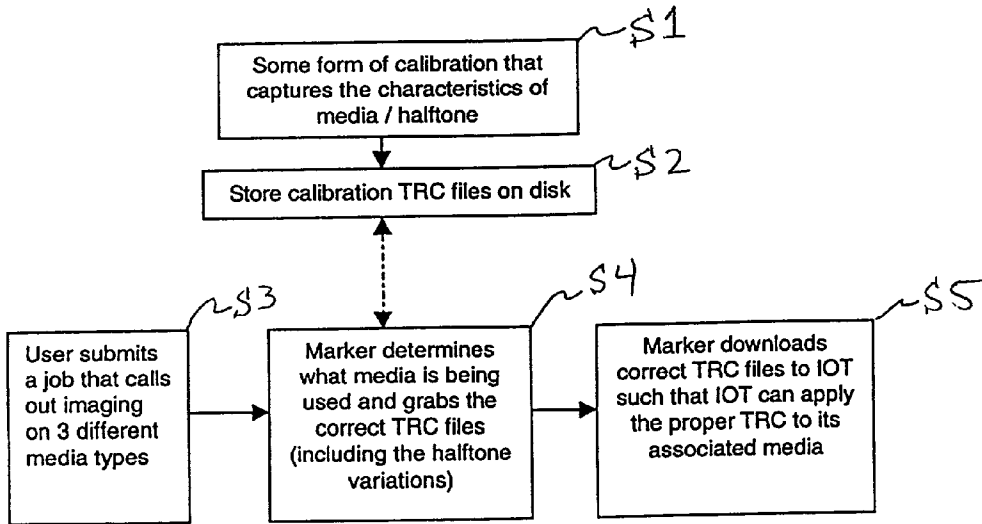 S1
Some form of calibration that
captures the characteristics of
media / halftone
S2
Store calibration TRC files on disk
S3
User submits
a job that calls
out imaging
on 3 different
media types
S4
Marker determines
what media is being
used and grabs the
correct TRC files
(including the halftone
variations)
S5
Marker downloads
correct TRC files to IOT
such that IOT can apply
the proper TRC to its
associated media